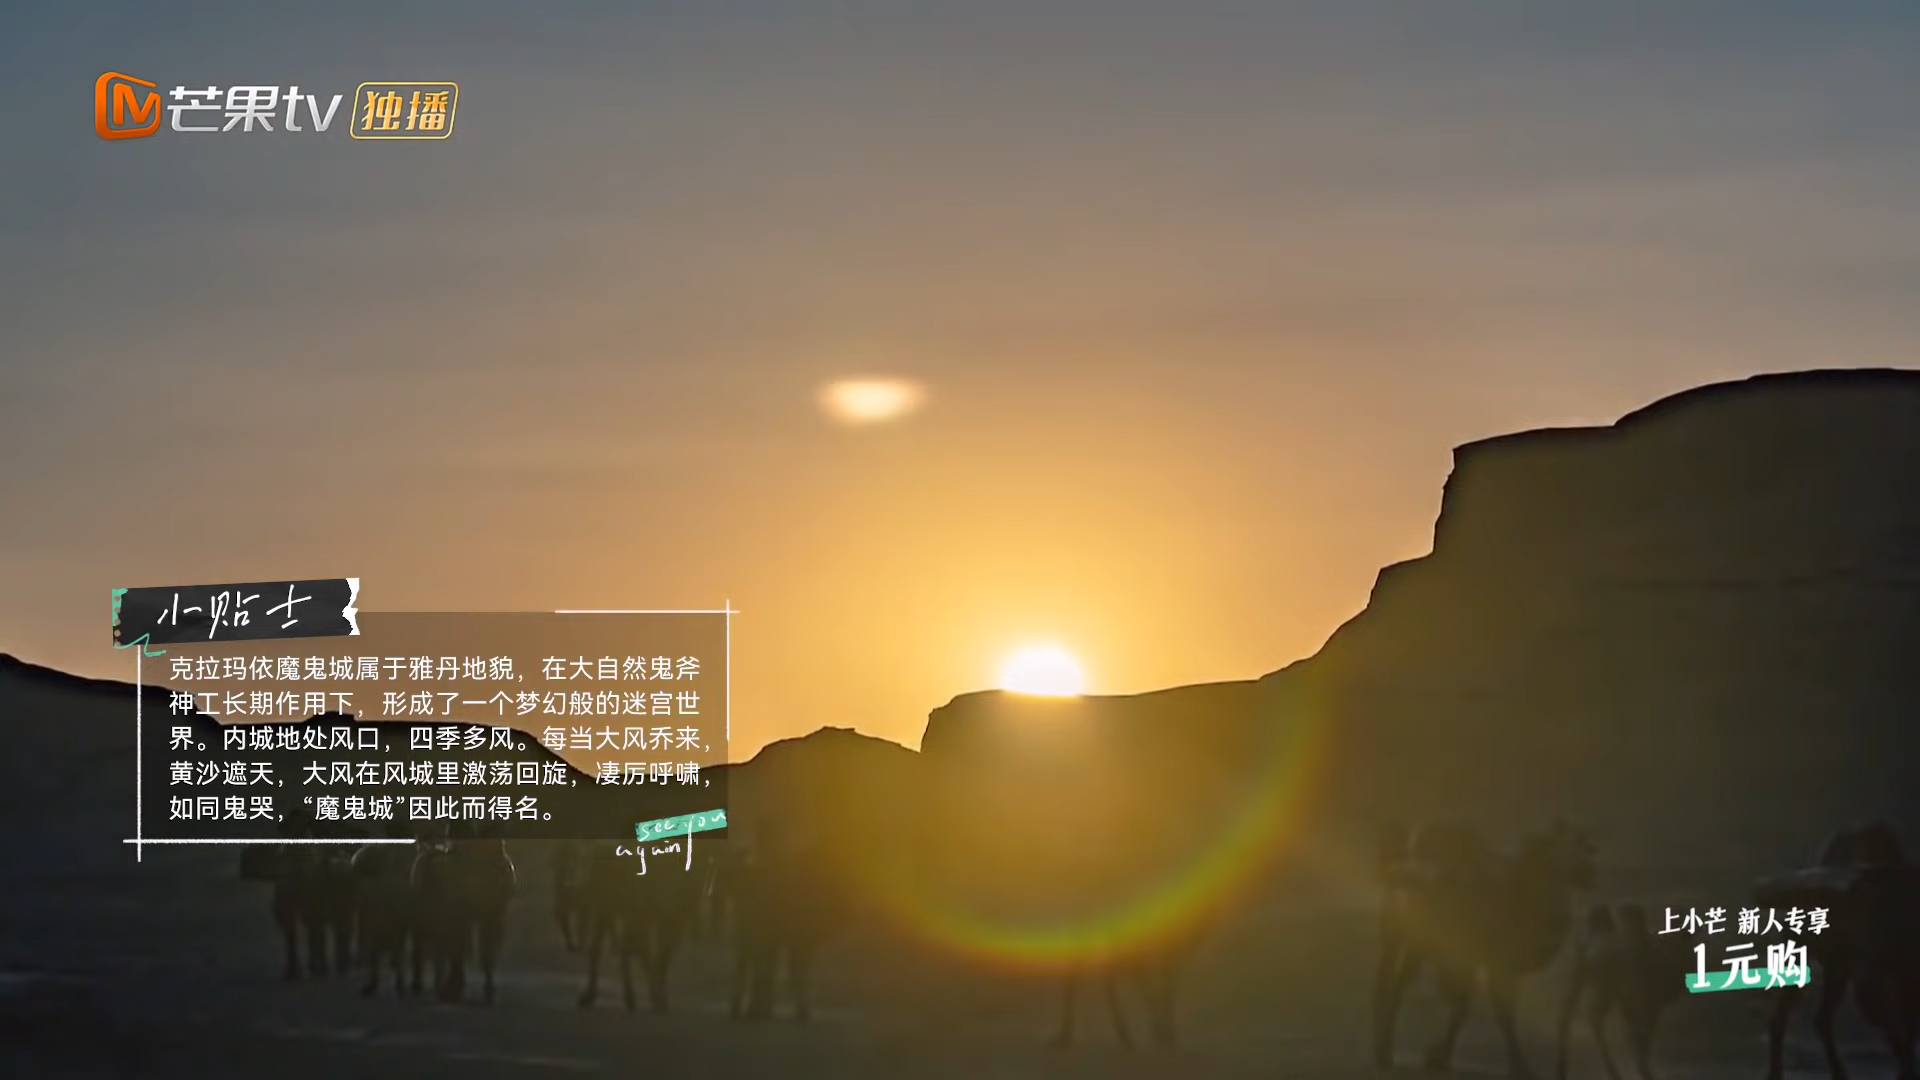 芒果tv 独播
小贴士
克拉玛依魔鬼城属于雅丹地貌，在大自然鬼斧
神工长期作用下，形成了一个梦幻般的迷宫世
界。内城地处风口，四季多风。每当大风乔来，
黄沙遮天，大风在风城里激荡回旋，凄厉呼啸，
如同鬼哭，“魔鬼城”因此而得名。
see you
again
上小芒 新人专享
1元购